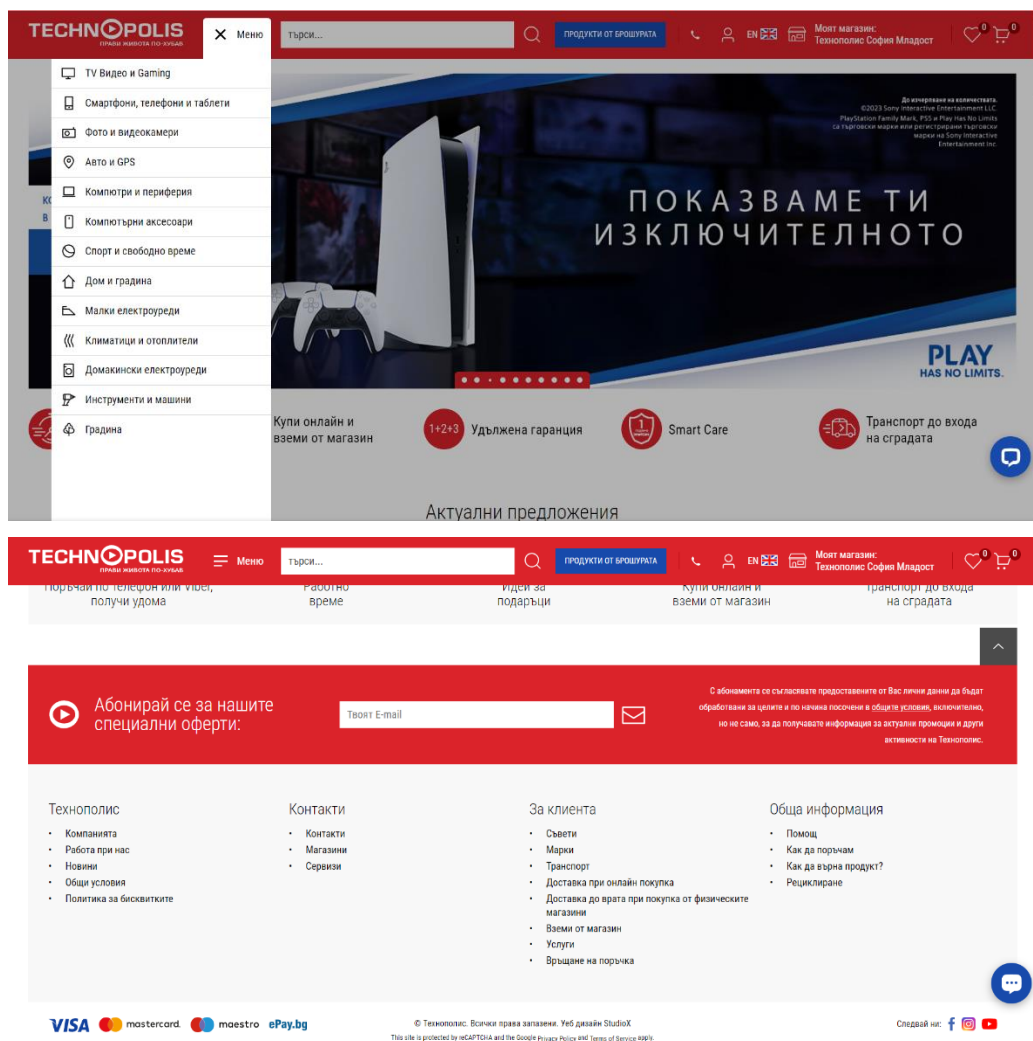 TECHNOPOLIS
ПРАВИ ЖИВОТА ПО-ХУБАВ
Меню
търси...
ПРОДУКТИ ОТ БРОШУРАТА
EN
Моят магазин:
Технополис София Младост
0
0
TV Видео и Gaming
Смартфони, телефони и таблети
Фото и видеокамери
Авто и GPS
Компютри и периферия
Компютърни аксесоари
Спорт и свободно време
Дом и градина
Малки електроуреди
Климатици и отоплители
Домакински електроуреди
Инструменти и машини
Градина
До изчерпване на количествата.
©2023 Sony Interactive Entertainment LLC.
PlayStation Family Mark, PS5 и Play Has No Limits
са търговски марки или регистрирани търговски
марки на Sony Interactive
Entertainment Inc.
ПОКАЗВАМЕ ТИ
ИЗКЛЮЧИТЕЛНОТО
PLAY
HAS NO LIMITS.
Купи онлайн и
вземи от магазин
1+2+3
Удължена гаранция
1
Smart Care
Транспорт до входа
на сградата
Актуални предложения
TECHNOPOLIS
ПРАВИ ЖИВОТА ПО-ХУБАВ
Меню
търси...
ПРОДУКТИ ОТ БРОШУРАТА
EN
Моят магазин:
Технополис София Младост
0
0
Поръчай по телефон или Viber,
получи удома
Работно
време
Идеи за
подаръци
Купи онлайн и
вземи от магазин
Транспорт до входа
на сградата
Абонирай се за нашите
специални оферти:
Твоят E-mail
С абонамента се съгласявате предоставените от Вас лични данни да бъдат
обработвани за целите и по начина посочени в общите условия, включително,
но не само, за да получавате информация за актуални промоции и други
активности на Технополис.
Технополис
• Компанията
• Работа при нас
• Новини
• Общи условия
• Политика за бисквитките
Контакти
• Контакти
• Магазини
• Сервизи
За клиента
• Съвети
• Марки
• Транспорт
• Доставка при онлайн покупка
• Доставка до врата при покупка от физическите
магазини
• Вземи от магазин
• Услуги
• Връщане на поръчка
Обща информация
• Помощ
• Как да поръчам
• Как да върна продукт?
• Рециклиране
VISA mastercard. maestro ePay.bg
© Технополис. Всички права запазени. Уеб дизайн StudioX
This site is protected by reCAPTCHA and the Google Privacy Policy and Terms of Service apply.
Следвай ни: